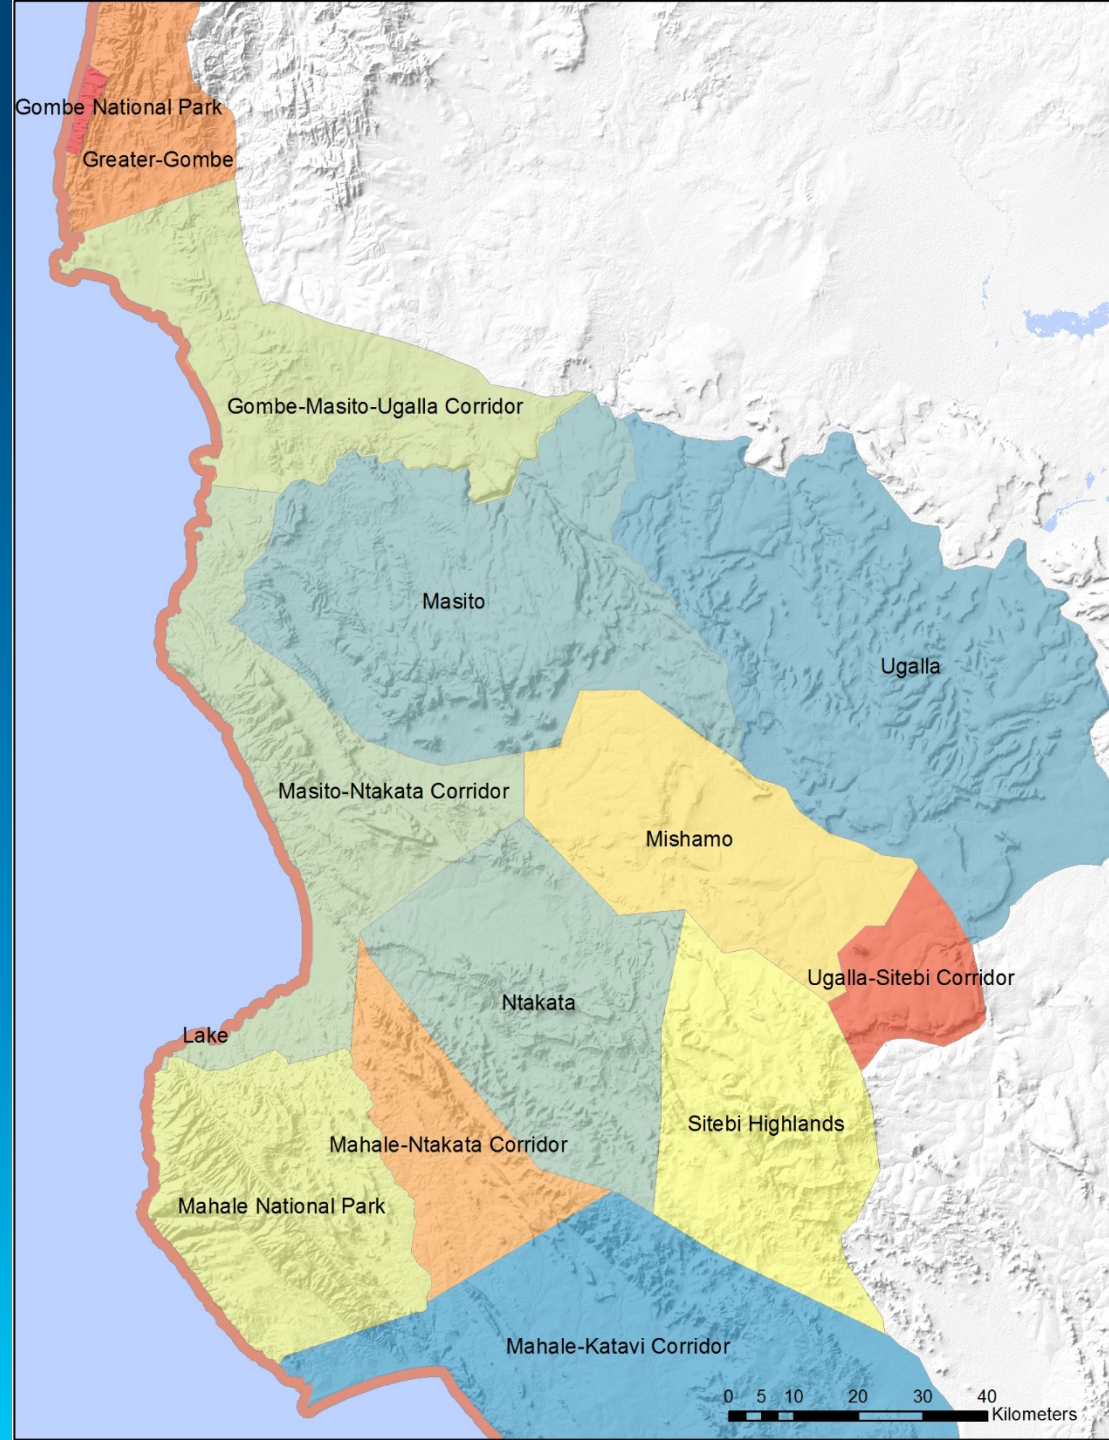 Gombe National Park
Greater-Gombe
Gombe-Masito-Ugalla Corridor
Masito
Ugalla
Masito-Ntakata Corridor
Mishamo
Ugalla-Sitebi Corridor
Ntakata
Lake
Sitebi Highlands
Mahale-Ntakata Corridor
Mahale National Park
Mahale-Katavi Corridor
0 5 10 20 30 40
Kilometers